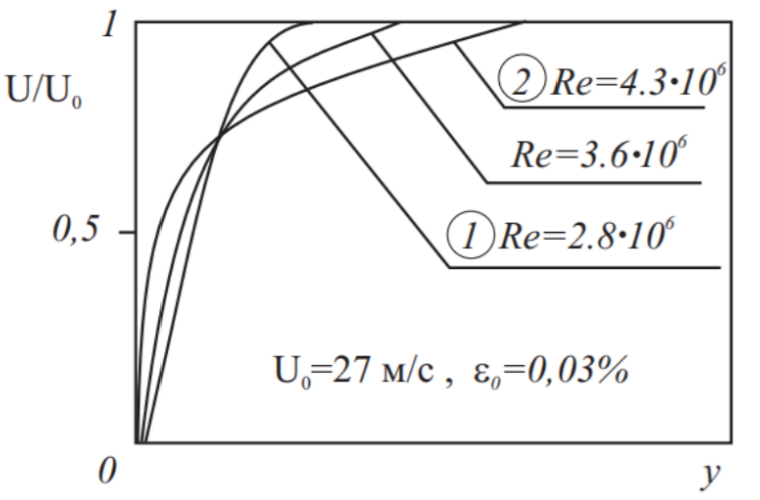 1
U/U₀
② Re=4.3·10⁶
Re=3.6·10⁶
0,5
① Re=2.8·10⁶
U₀=27 м/с , ε₀=0,03%
0
y